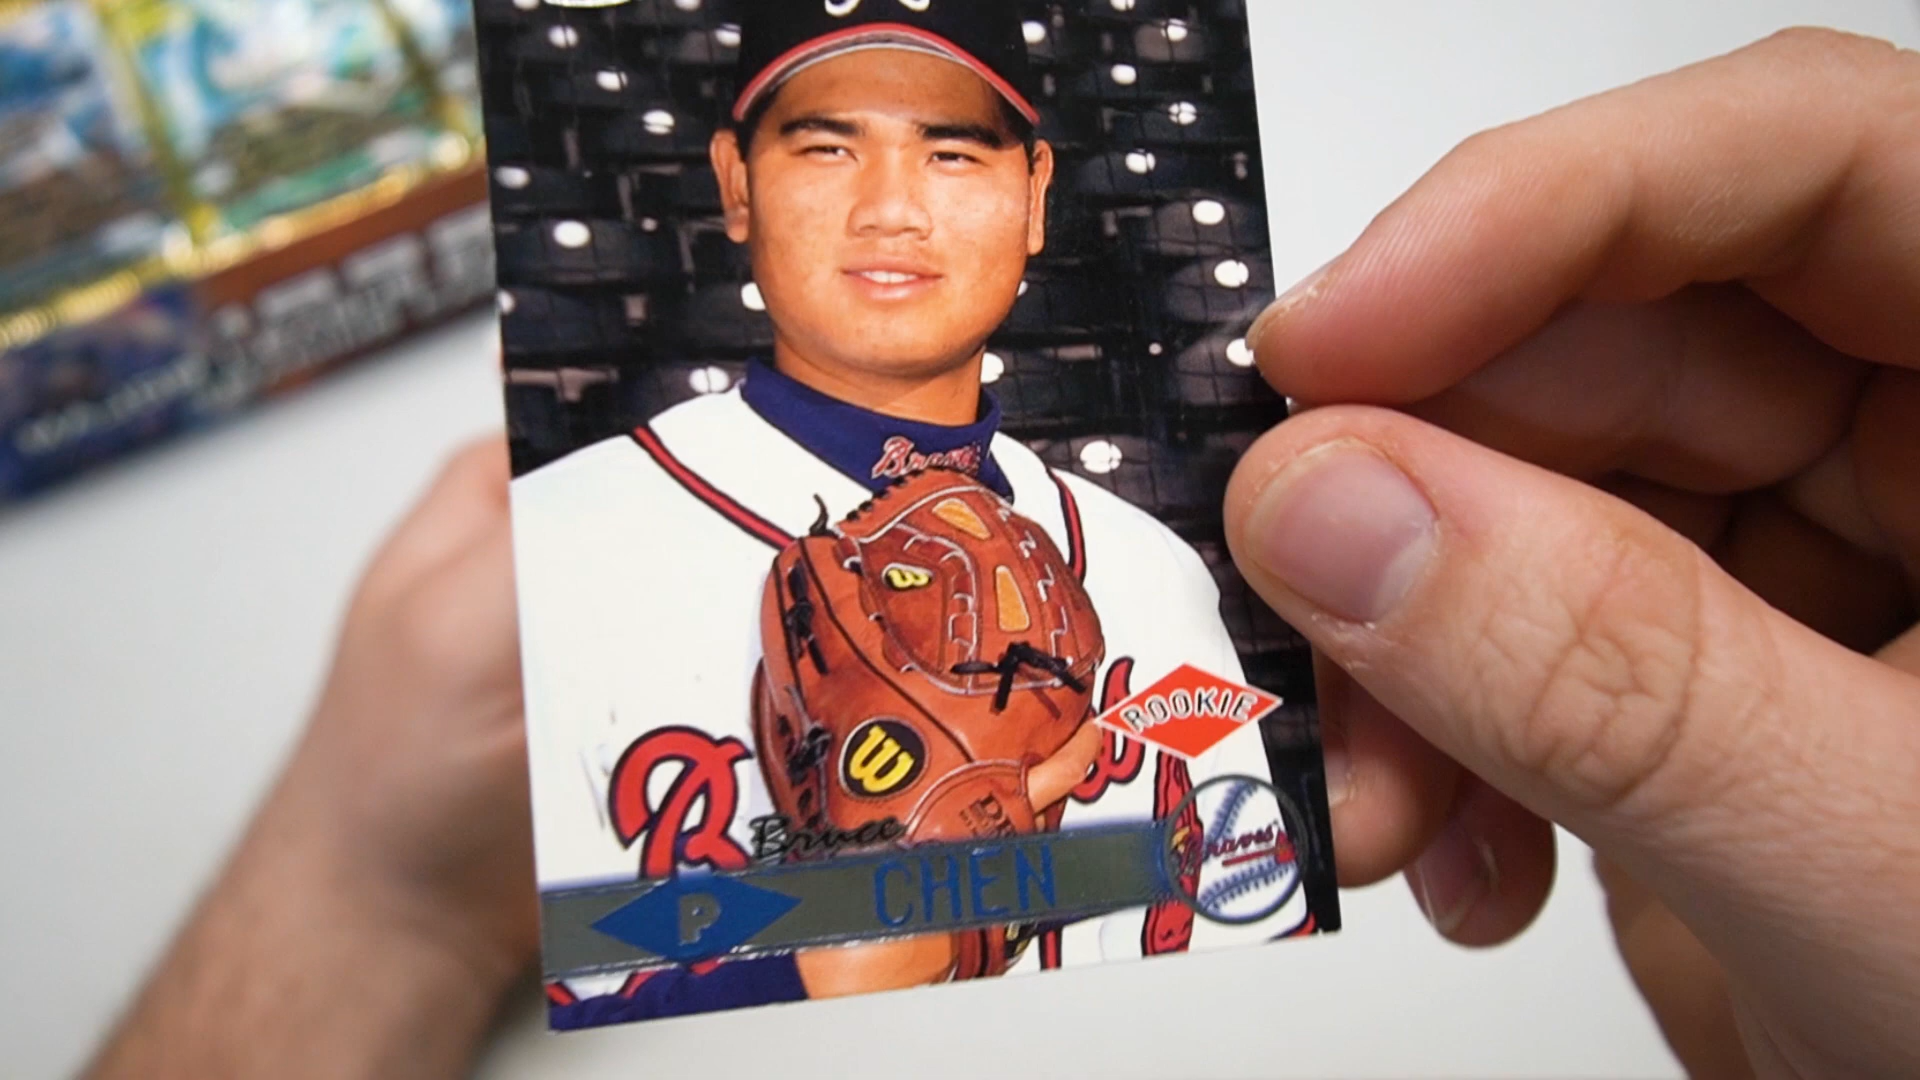 Braves
W
ROOKIE
W
Bruce
Braves
CHEN
P